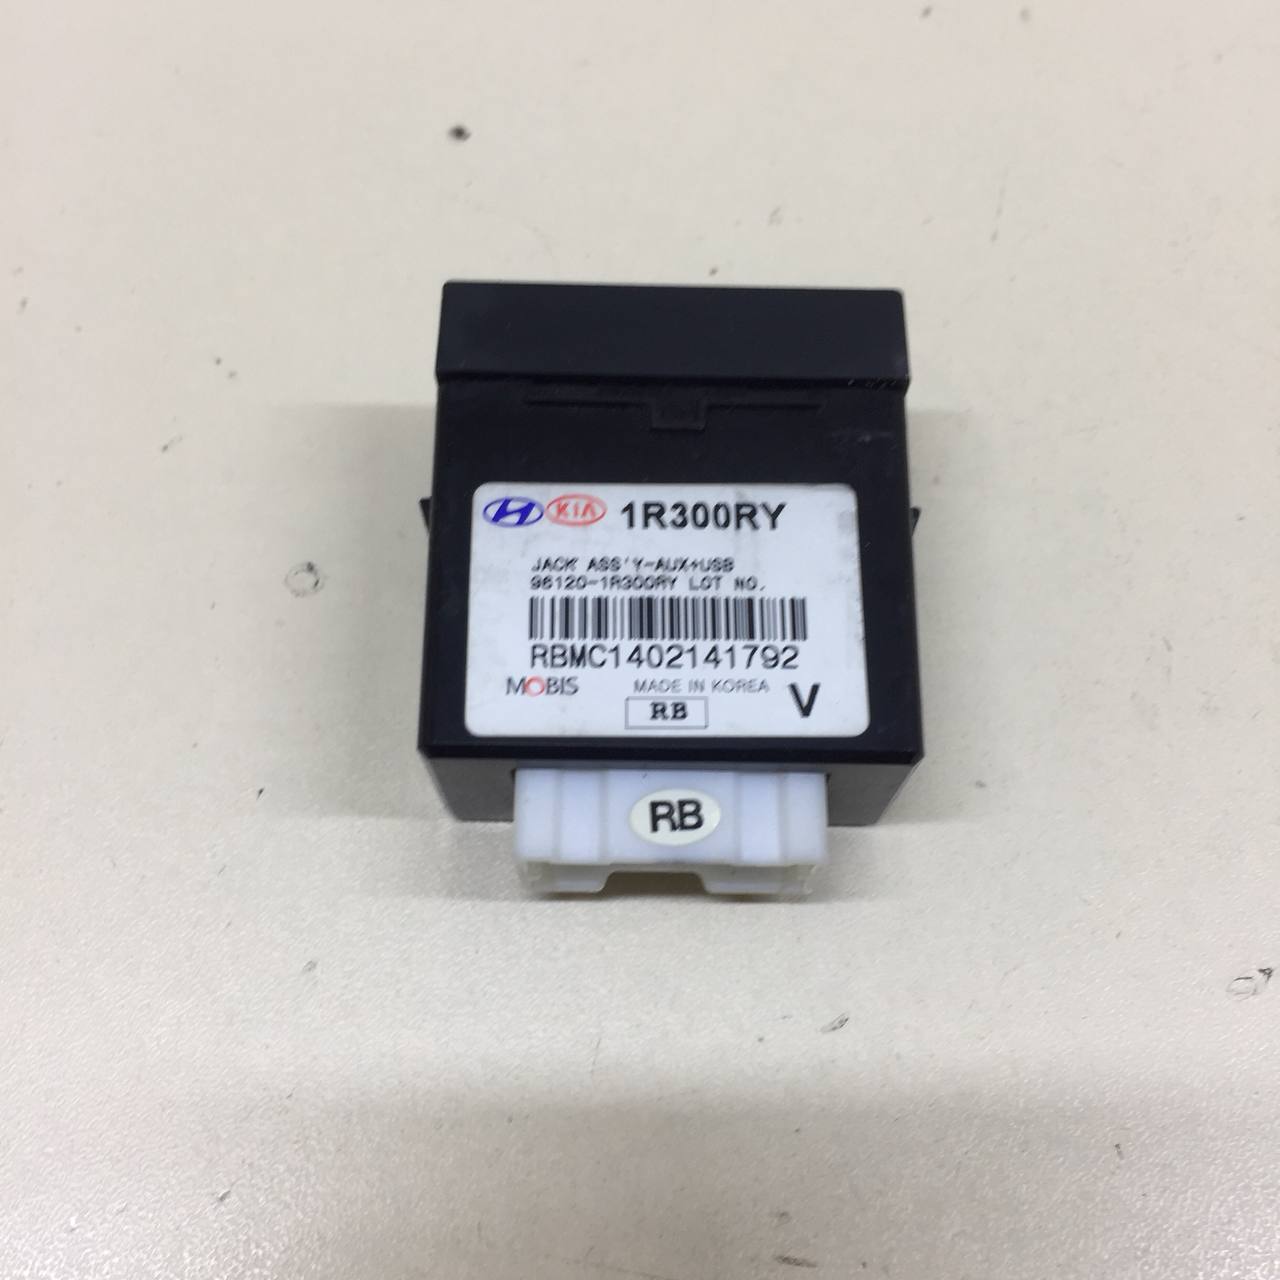 KIA 1R300RY
JACK ASS'Y-AUX+USB
96120-1R300RY LOT NO.
RBMC1402141792
MOBIS MADE IN KOREA V
RB
RB